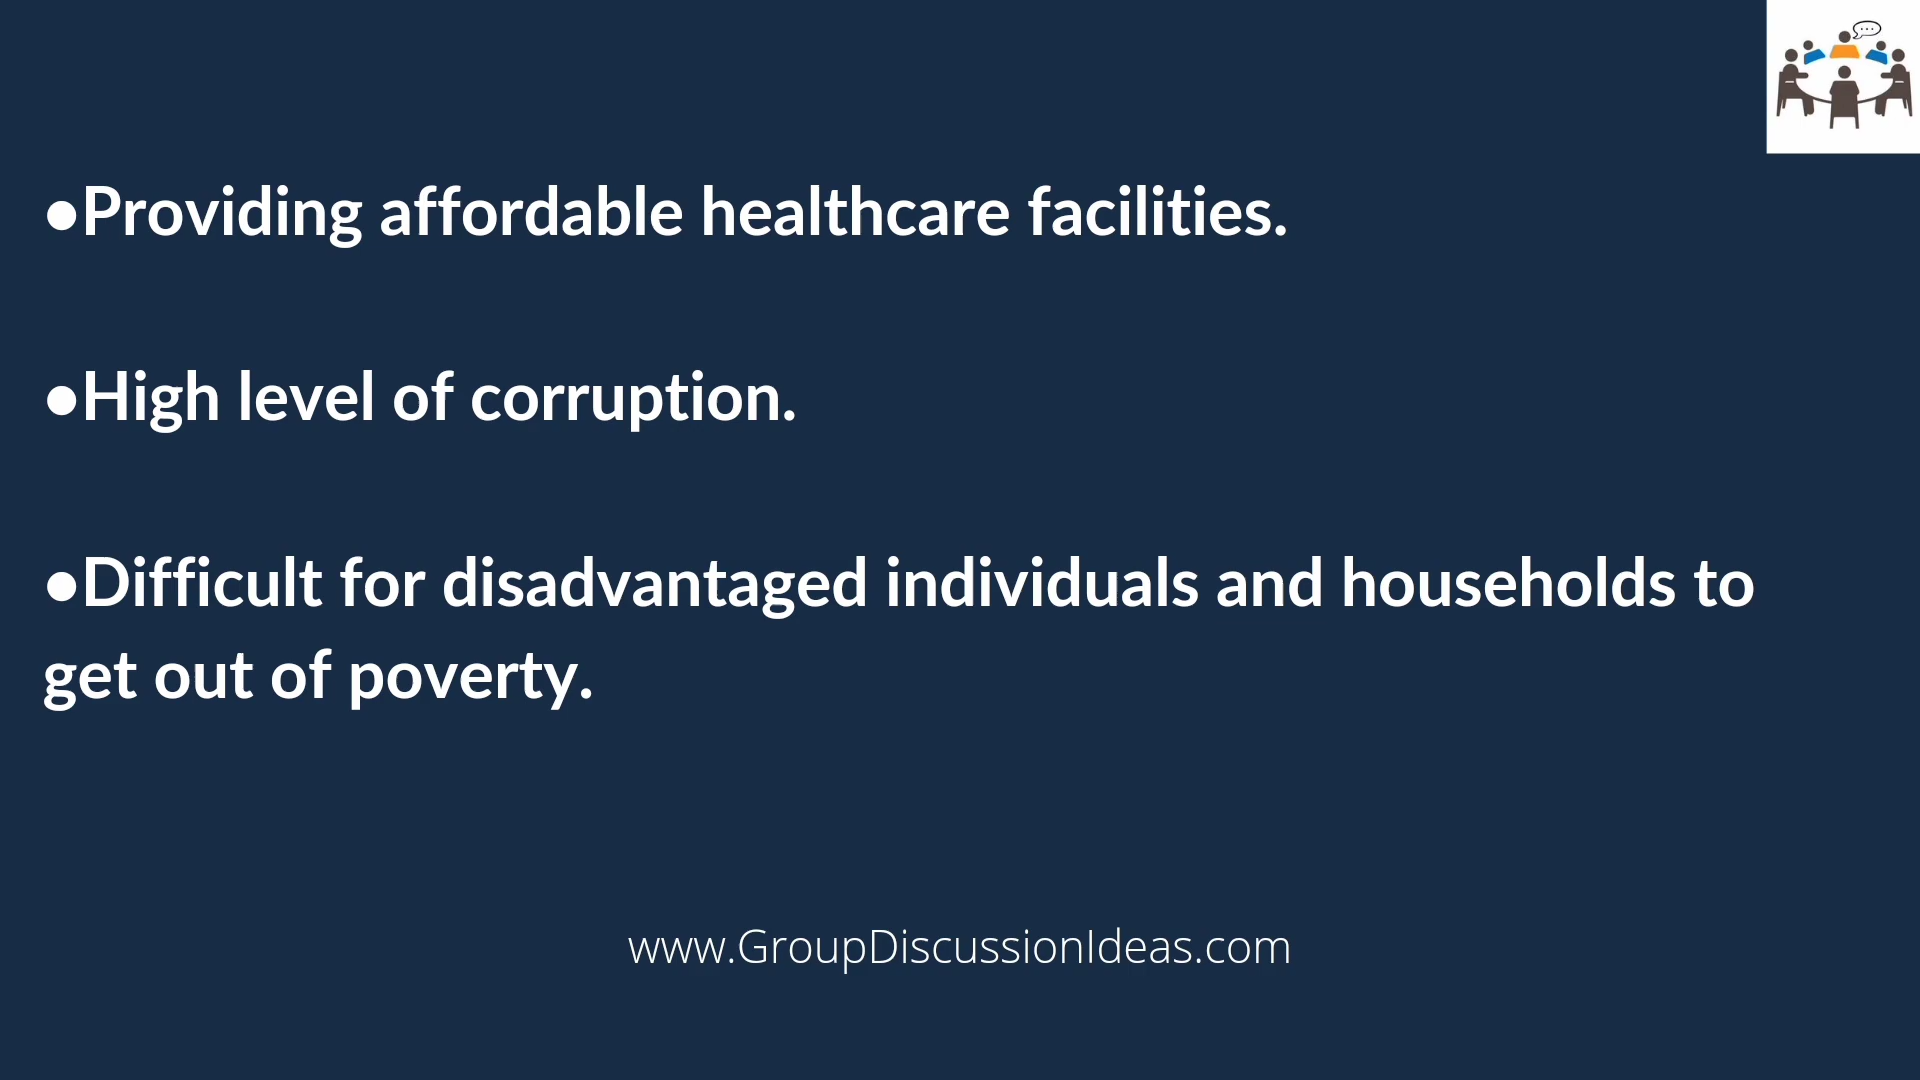 ●Providing affordable healthcare facilities.
●High level of corruption.
●Difficult for disadvantaged individuals and households to
get out of poverty.
www.GroupDiscussionIdeas.com